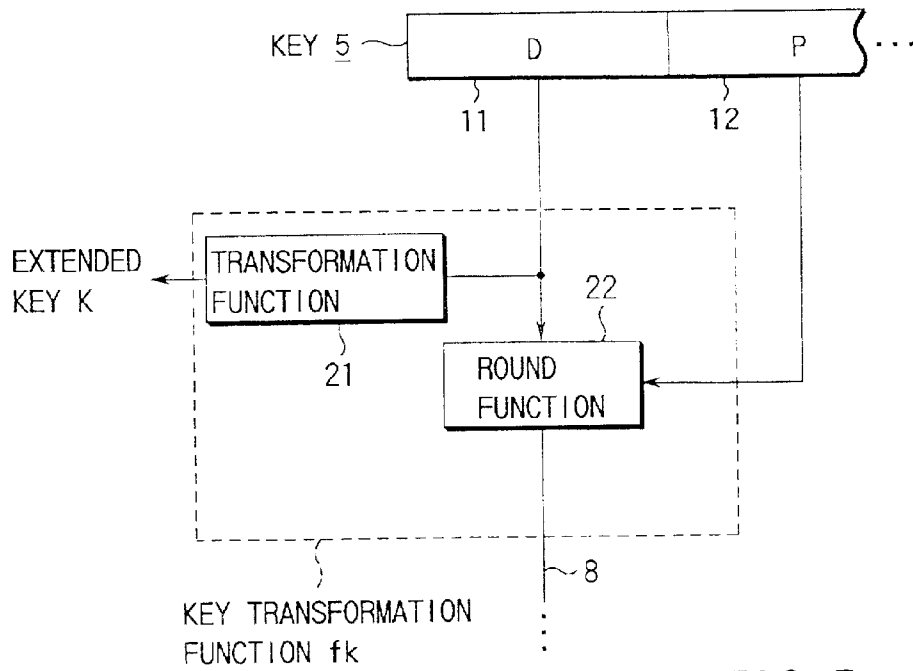 KEY 5
D
P
...
11
12
EXTENDED
KEY K
TRANSFORMATION
FUNCTION
21
22
ROUND
FUNCTION
8
KEY TRANSFORMATION
FUNCTION fk